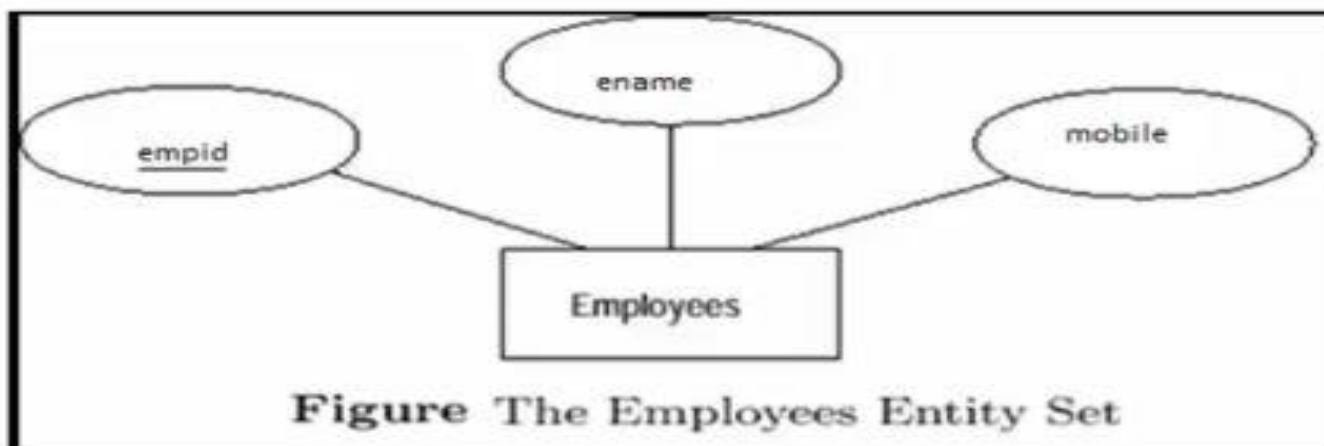 ename
empid
mobile
Employees
Figure The Employees Entity Set